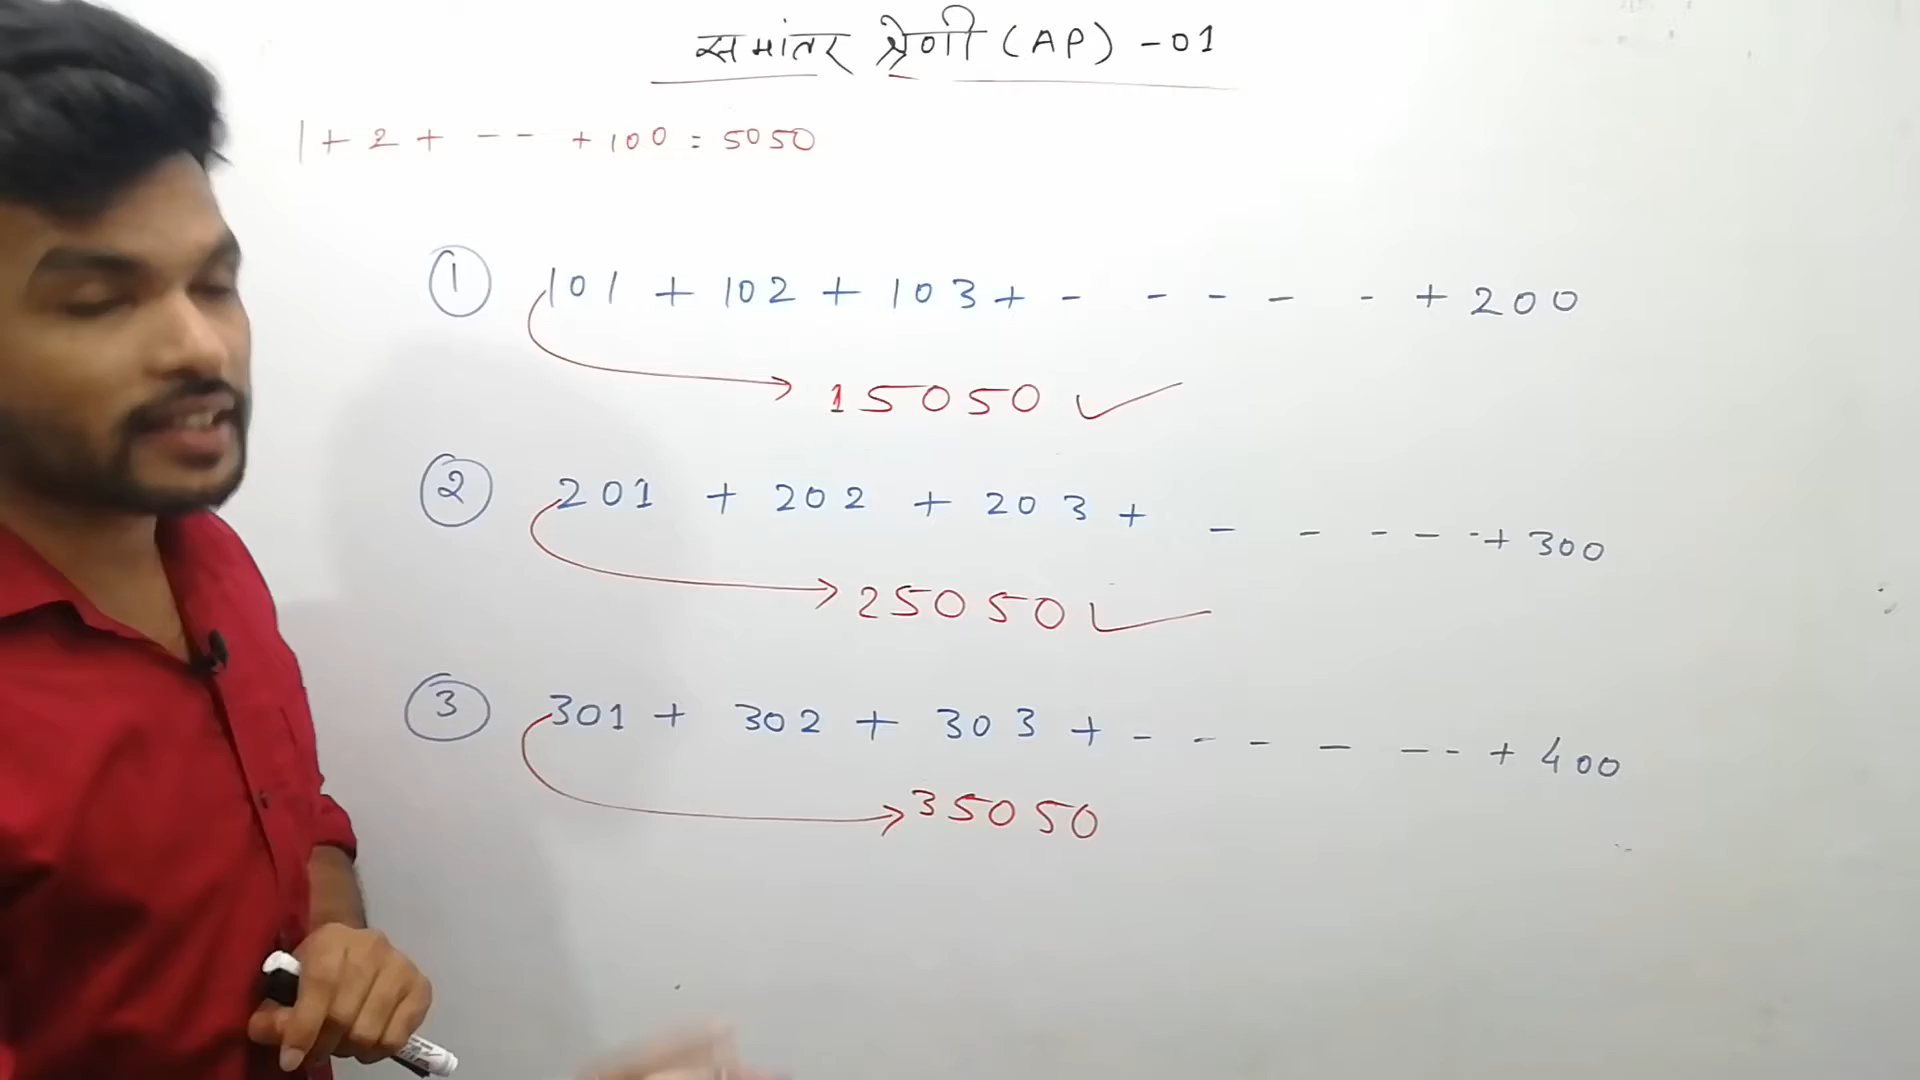 समांतर श्रेणी (AP) -01
1 + 2 + - - + 100 = 5050
① 101 + 102 + 103 + - - - - - + 200
15050 ✓
② 201 + 202 + 203 + - - - - - + 300
25050 ✓
③ 301 + 302 + 303 + - - - - - - + 400
35050